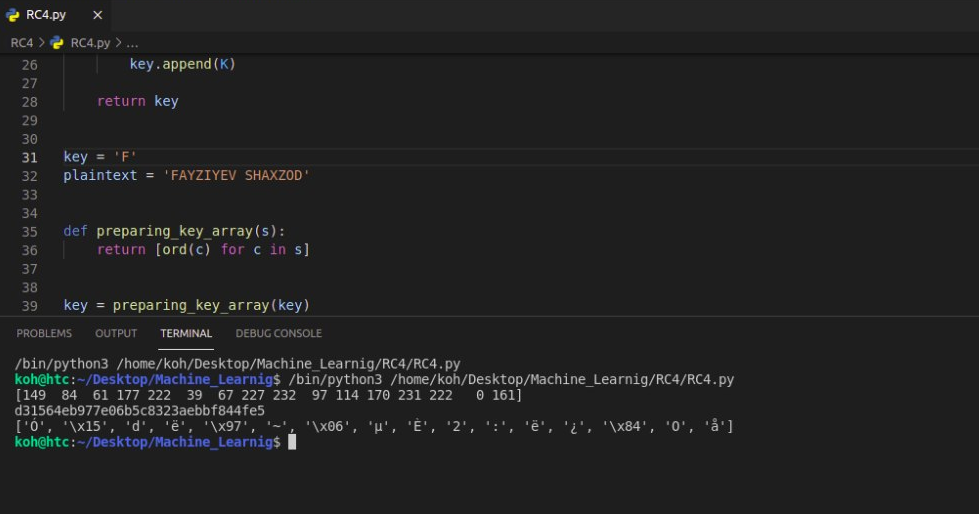 RC4.py ×
RC4 > RC4.py > ...
26 key.append(K)
27
28 return key
29
30
31 key = 'F'
32 plaintext = 'FAYZIYEV SHAXZOD'
33
34
35 def preparing_key_array(s):
36 return [ord(c) for c in s]
37
38
39 key = preparing_key_array(key)
PROBLEMS OUTPUT TERMINAL DEBUG CONSOLE
/bin/python3 /home/koh/Desktop/Machine_Learnig/RC4/RC4.py
koh@htc:~/Desktop/Machine_Learnig$ /bin/python3 /home/koh/Desktop/Machine_Learnig/RC4/RC4.py
[149  84  61 177 222  39  67 227 232  97 114 170 231 222   0 161]
d31564eb977e06b5c8323aebbf844fe5
['Ó', '\x15', 'd', 'ë', '\x97', '~', '\x06', 'µ', 'È', '2', ':', 'ë', '¿', '\x84', 'O', 'å']
koh@htc:~/Desktop/Machine_Learnig$